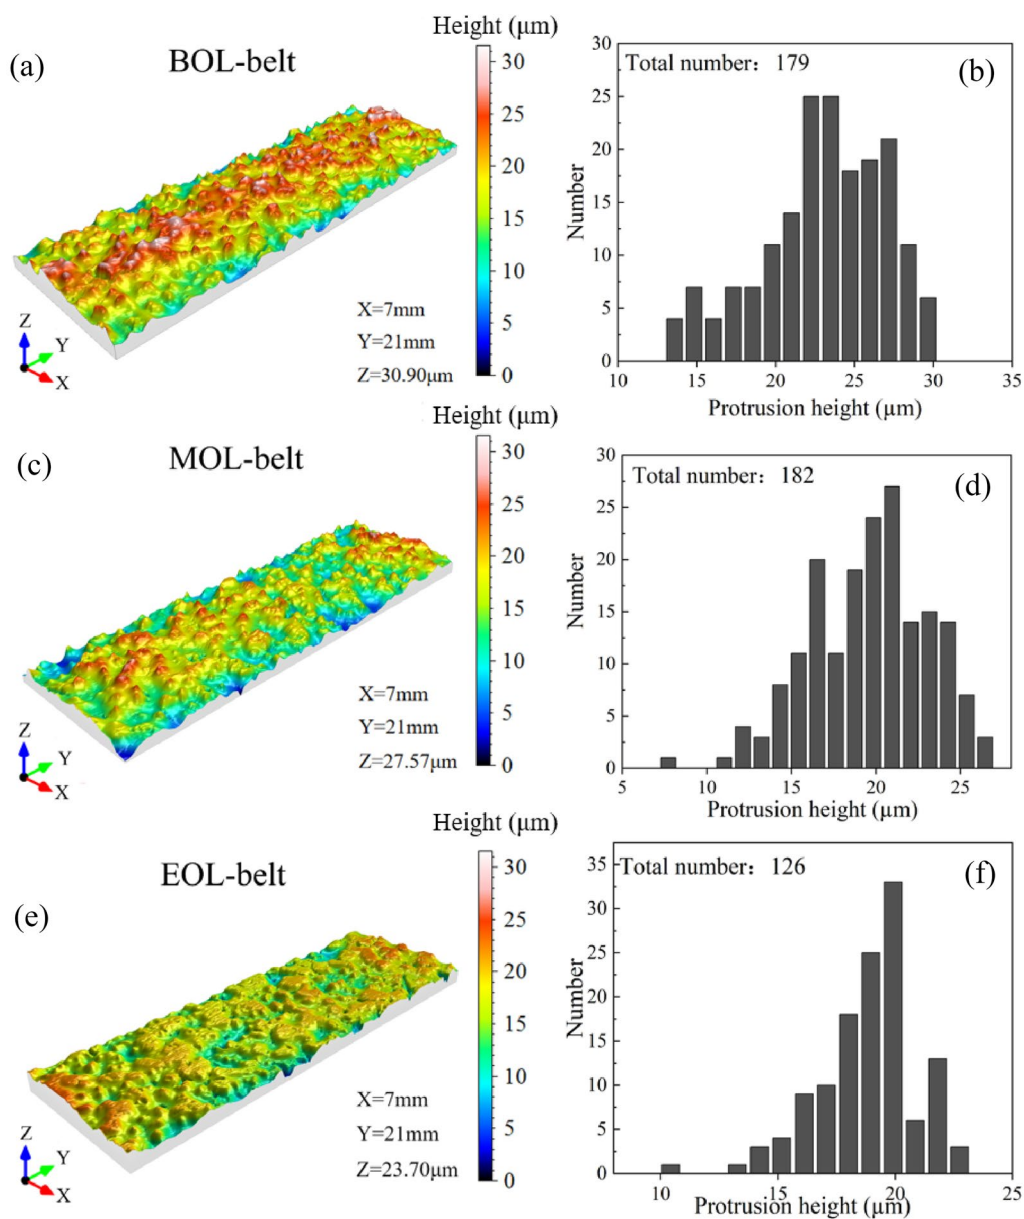 Height (μm)
(a)
BOL-belt
30
25
20
15
10
5
0
X=7mm
Y=21mm
Z=30.90μm
Z
Y
X
(b)
Total number: 179
Number
30
25
20
15
10
5
0
10 15 20 25 30 35
Protrusion height (μm)
Height (μm)
(c)
MOL-belt
30
25
20
15
10
5
0
X=7mm
Y=21mm
Z=27.57μm
Z
Y
X
(d)
Total number: 182
Number
30
25
20
15
10
5
0
5 10 15 20 25
Protrusion height (μm)
Height (μm)
(e)
EOL-belt
30
25
20
15
10
5
0
X=7mm
Y=21mm
Z=23.70μm
Z
Y
X
(f)
Total number: 126
Number
35
30
25
20
15
10
5
0
10 15 20 25
Protrusion height (μm)